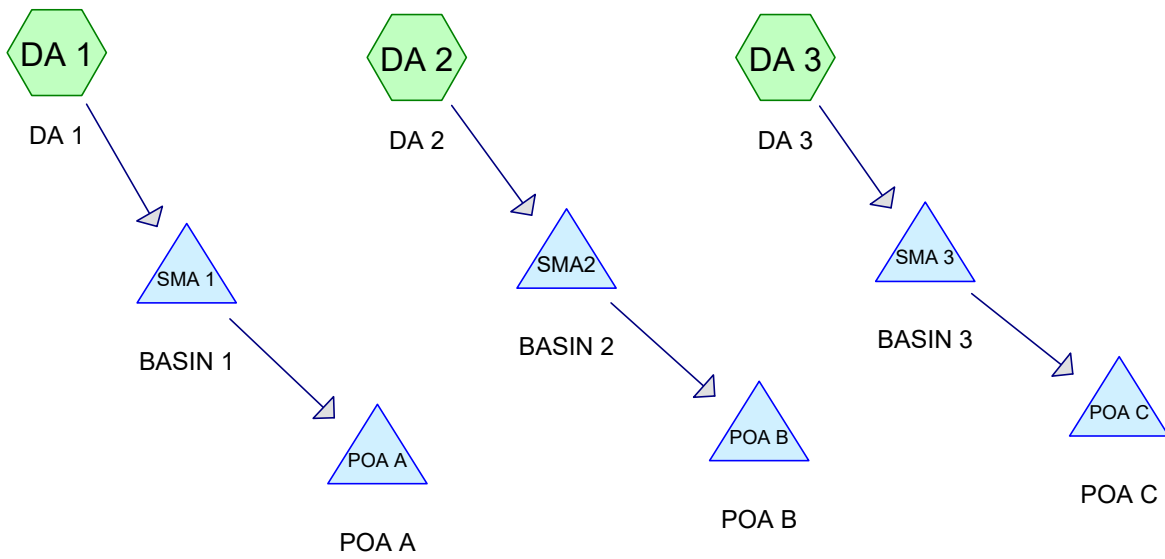 DA 1
DA 1
SMA 1
BASIN 1
POA A
POA A
DA 2
DA 2
SMA2
BASIN 2
POA B
POA B
DA 3
DA 3
SMA 3
BASIN 3
POA C
POA C